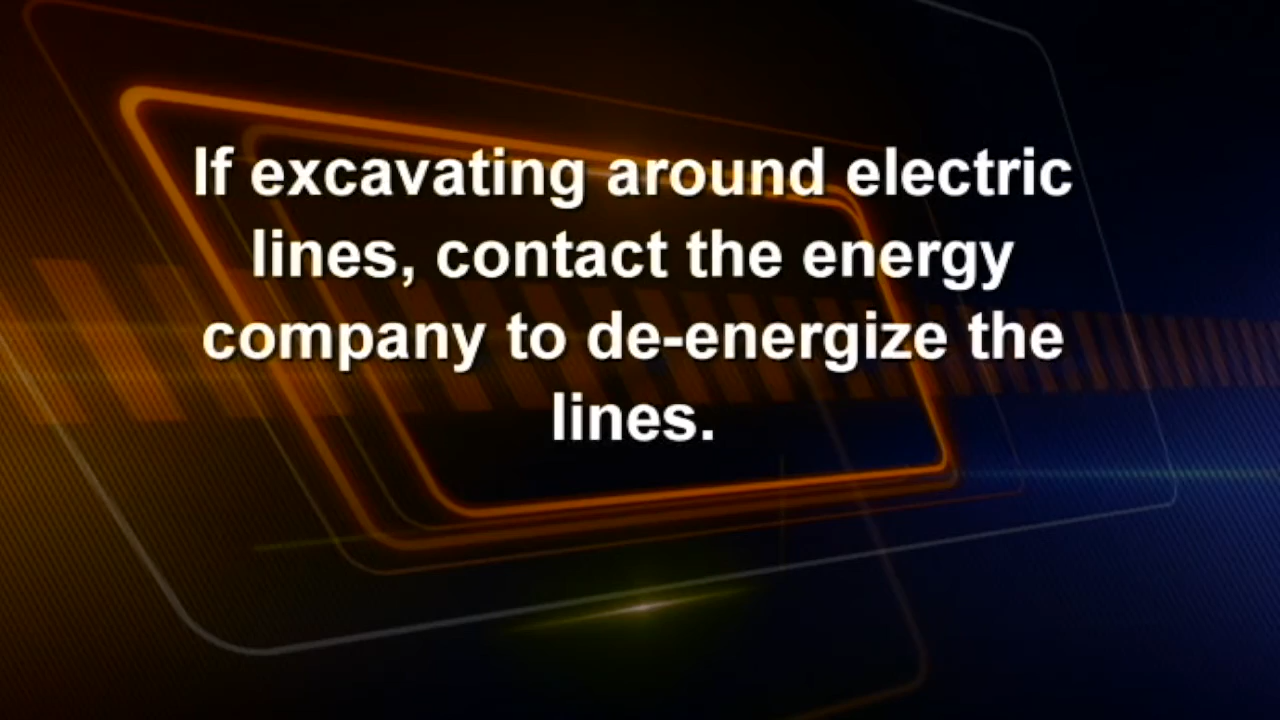 If excavating around electric
lines, contact the energy
company to de-energize the
lines.